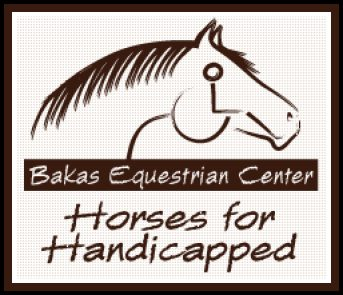 Bakas Equestrian Center
Horses for
Handicapped